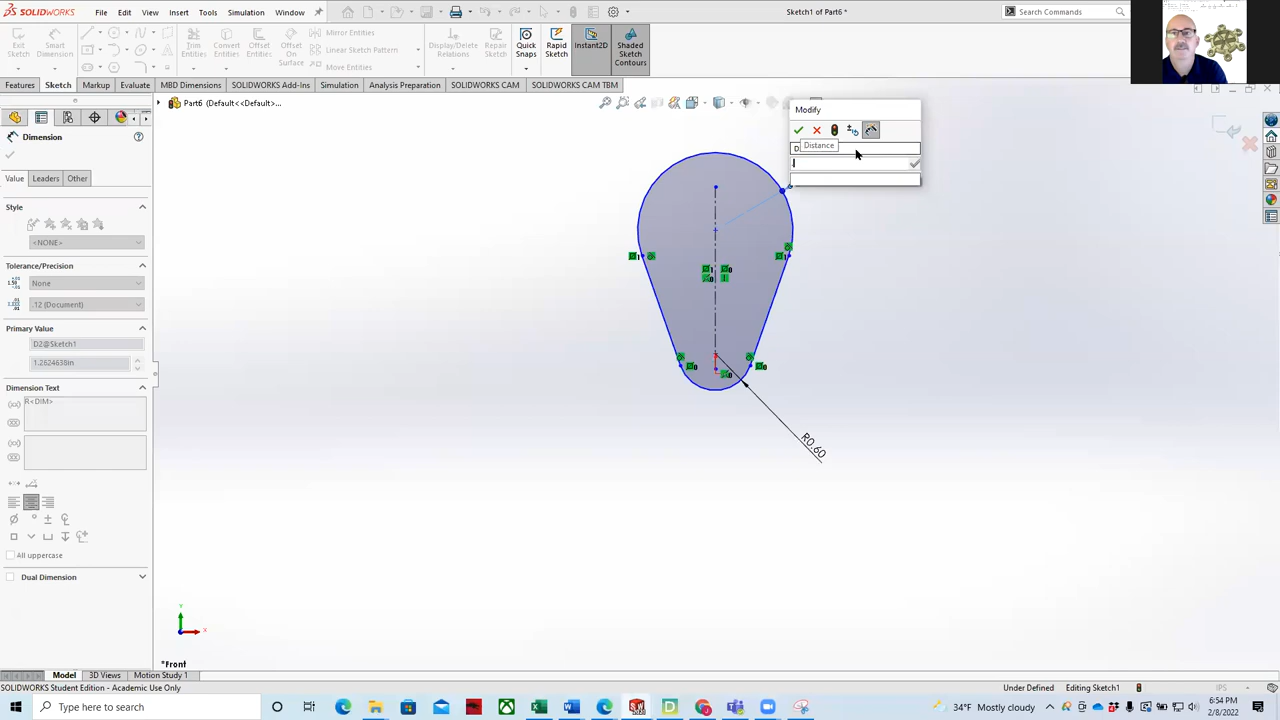 SOLIDWORKS
File
Edit
View
Insert
Tools
Simulation
Window
Sketch1 of Part6 *
Search Commands
Exit Sketch
Smart Dimension
Trim Entities
Convert Entities
Offset Entities
Offset On Surface
Mirror Entities
Linear Sketch Pattern
Move Entities
Display/Delete Relations
Repair Sketch
Quick Snaps
Rapid Sketch
Instant2D
Shaded Sketch Contours
Features
Sketch
Markup
Evaluate
MBD Dimensions
SOLIDWORKS Add-Ins
Simulation
Analysis Preparation
SOLIDWORKS CAM
SOLIDWORKS CAM TBM
Part6 (Default<<Default>...
Dimension
Value
Leaders
Other
Style
<NONE>
Tolerance/Precision
None
.12 (Document)
Primary Value
D2@Sketch1
1.2624638in
Dimension Text
R<DIM>
All uppercase
Dual Dimension
Modify
D
Distance
.
R0.60
Y
X
*Front
Model
3D Views
Motion Study 1
SOLIDWORKS Student Edition - Academic Use Only
Under Defined
Editing Sketch1
IPS
Type here to search
34°F Mostly cloudy
6:54 PM
2/8/2022